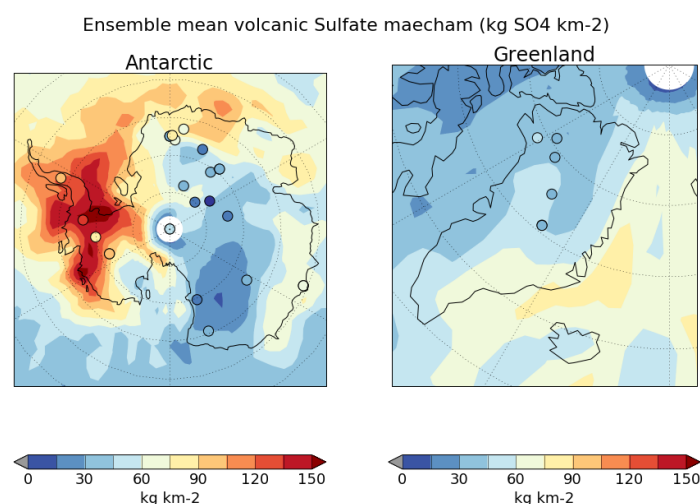 Ensemble mean volcanic Sulfate maecham (kg SO4 km-2)
Antarctic
Greenland
0 30 60 90 120 150
kg km-2
0 30 60 90 120 150
kg km-2